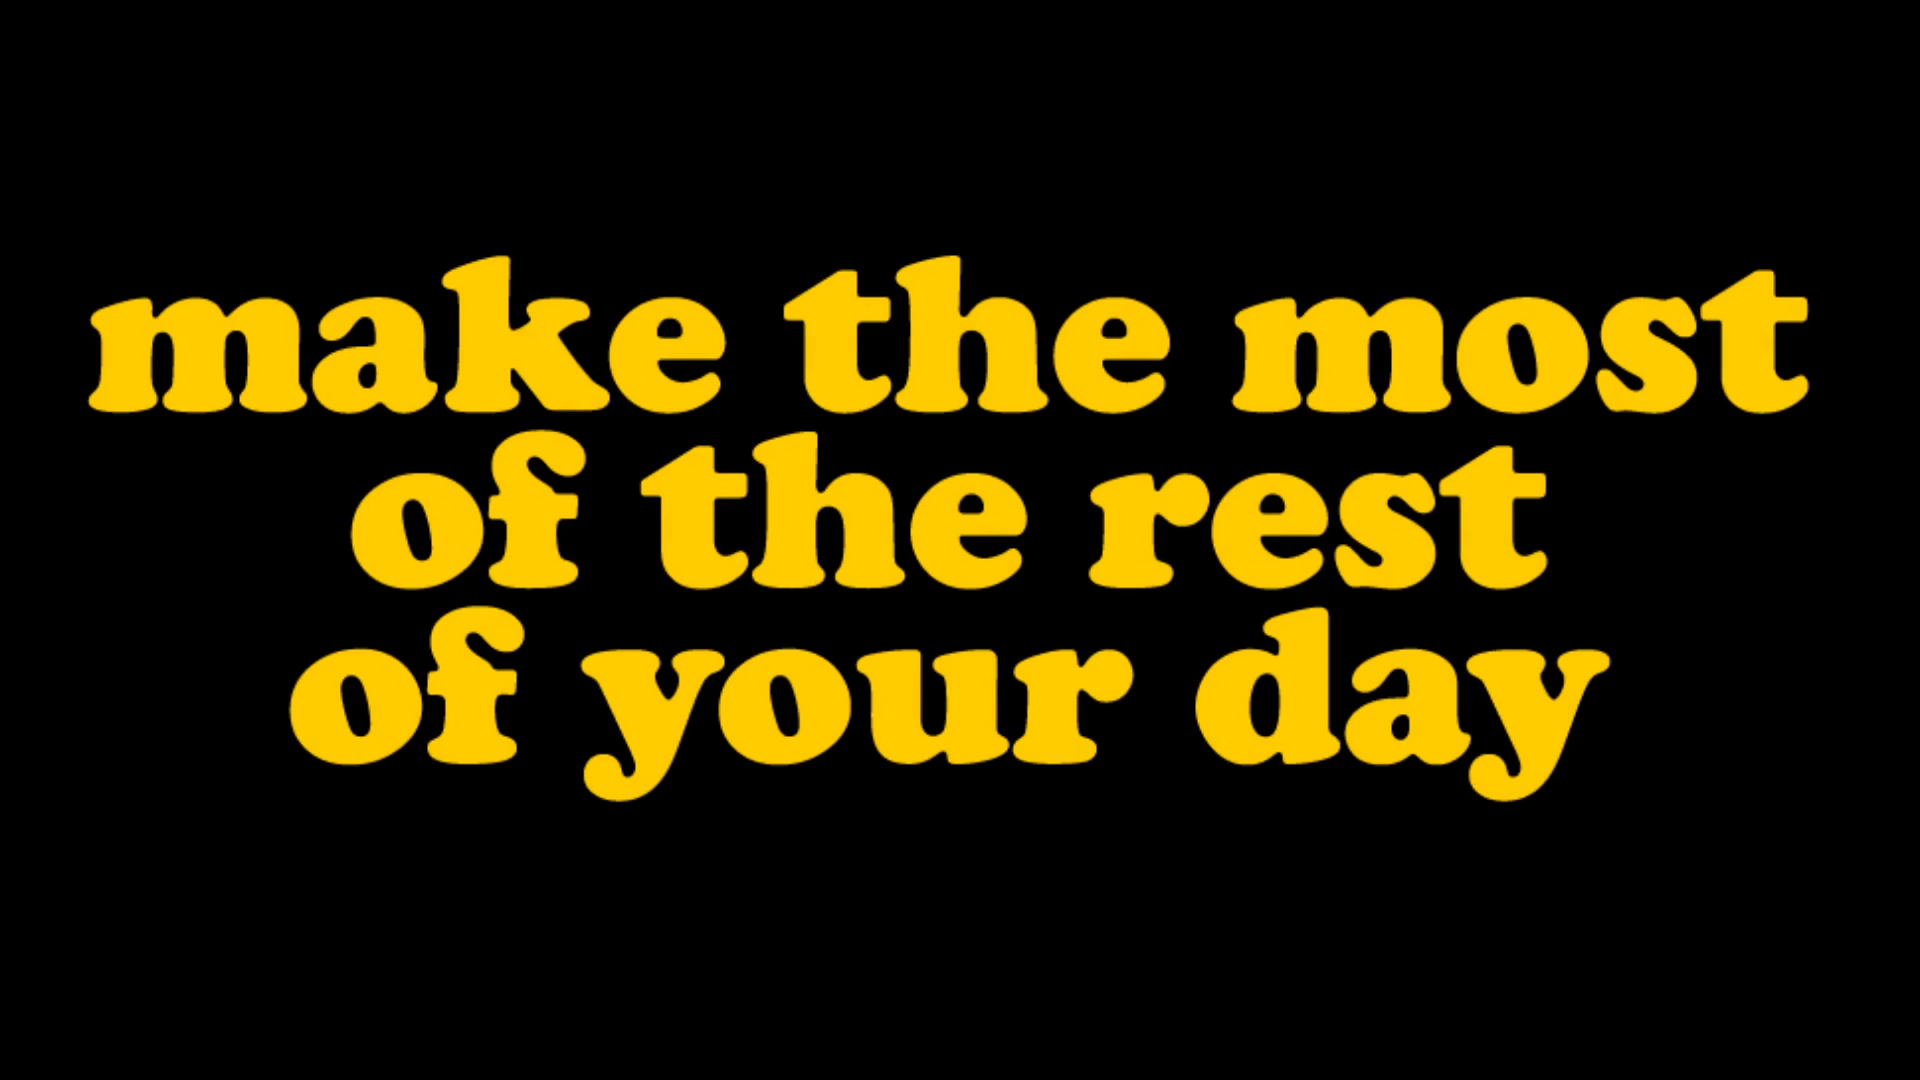 make the most
of the rest
of your day